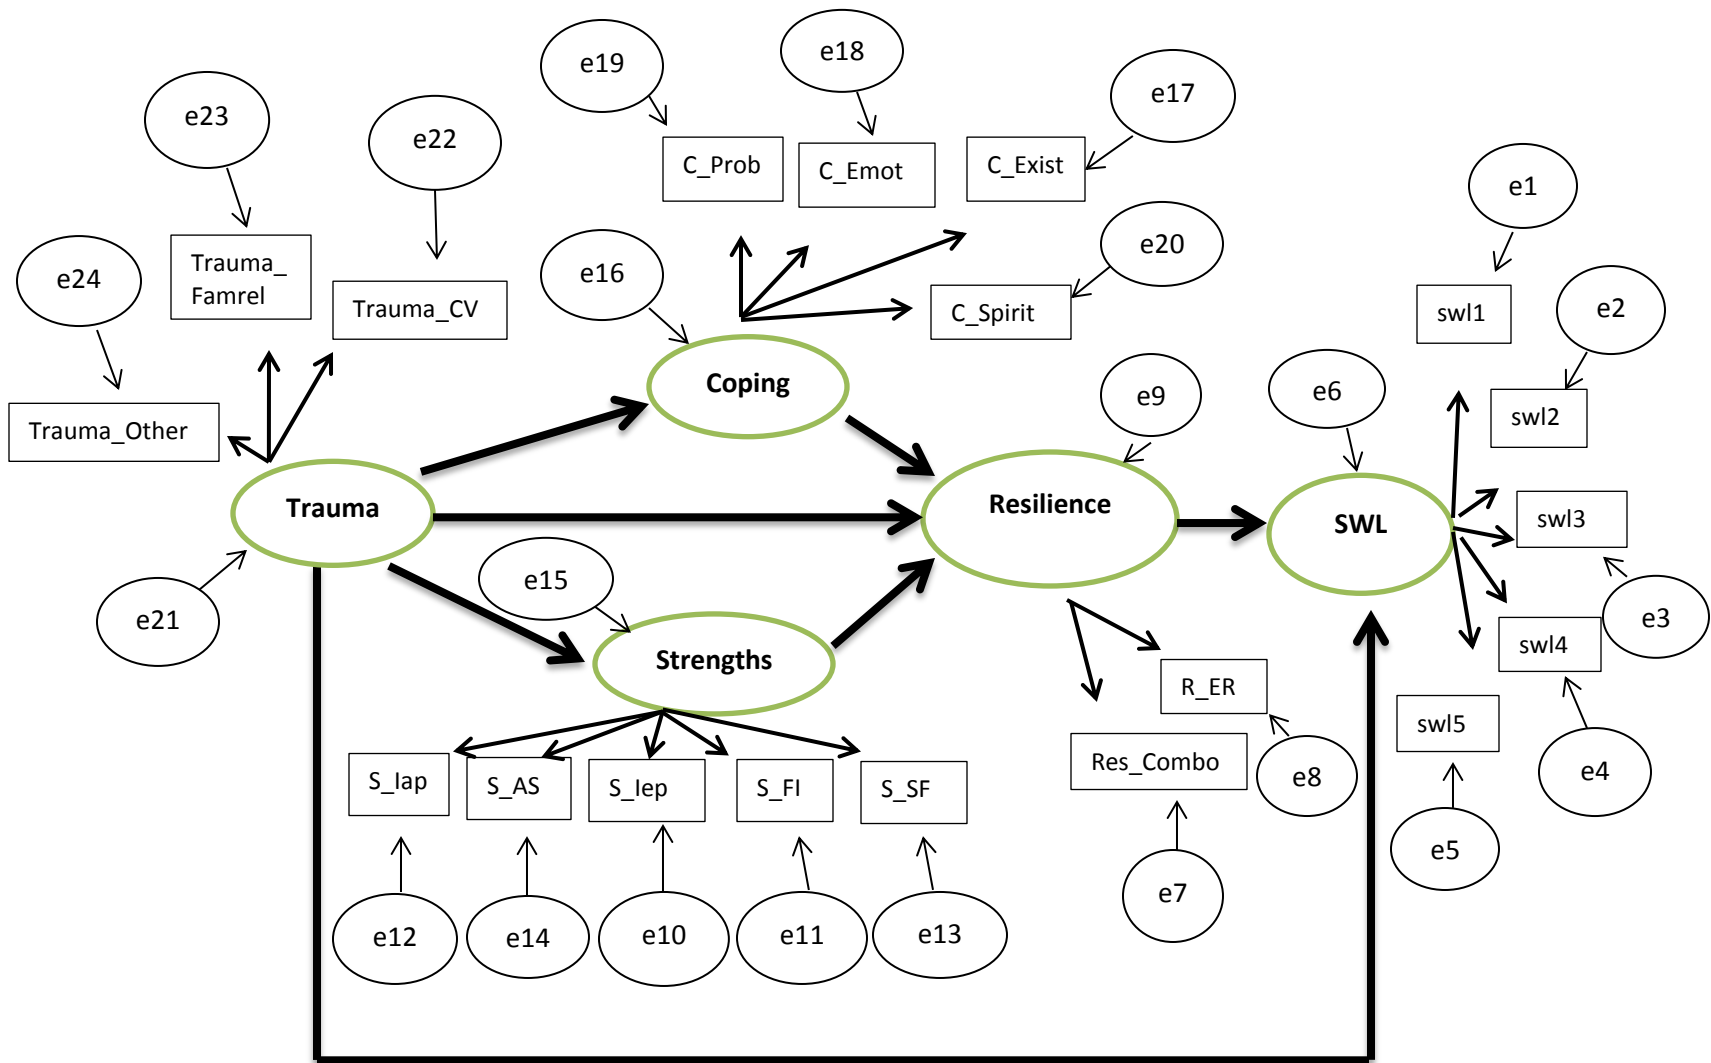 e19
e18
e17
e23
e22
C_Prob
C_Emot
C_Exist
e1
e24
Trauma_
Famrel
Trauma_CV
e16
e20
C_Spirit
swl1
e2
Trauma_Other
Coping
e9
e6
swl2
Trauma
Resilience
SWL
swl3
e15
e21
Strengths
e3
swl4
R_ER
swl5
S_Iap
S_AS
S_Iep
S_FI
S_SF
Res_Combo
e8
e4
e5
e7
e12
e14
e10
e11
e13